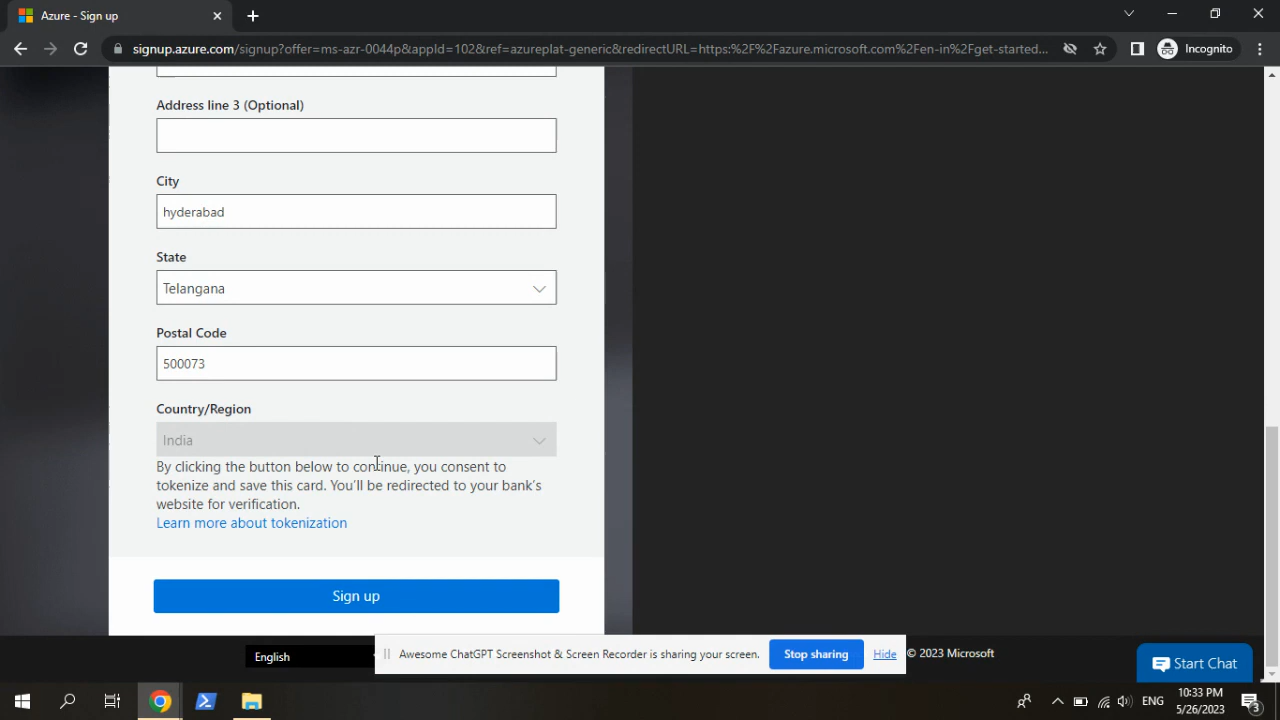 Azure - Sign up
signup.azure.com/signup?offer=ms-azr-0044p&appId=102&ref=azureplat-generic&redirectURL=https:%2F%2Fazure.microsoft.com%2Fen-in%2Fget-started...
Incognito
Address line 3 (Optional)
City
hyderabad
State
Telangana
Postal Code
500073
Country/Region
India
By clicking the button below to continue, you consent to
tokenize and save this card. You'll be redirected to your bank's
website for verification.
Learn more about tokenization
Sign up
English
Awesome ChatGPT Screenshot & Screen Recorder is sharing your screen.
Stop sharing
Hide
© 2023 Microsoft
Start Chat
ENG
10:33 PM
5/26/2023
3